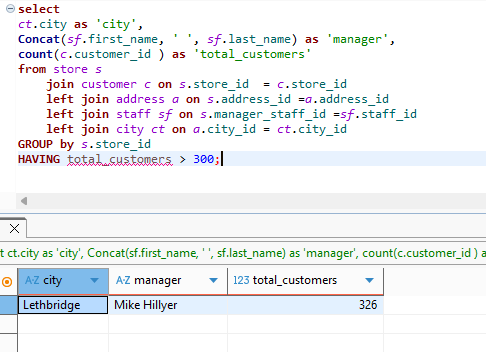 select
ct.city as 'city',
Concat(sf.first_name, ' ', sf.last_name) as 'manager',
count(c.customer_id ) as 'total_customers'
from store s
join customer c on s.store_id  = c.store_id
left join address a on s.address_id =a.address_id
left join staff sf on s.manager_staff_id =sf.staff_id
left join city ct on a.city_id = ct.city_id
GROUP by s.store_id
HAVING total_customers > 300;
t ct.city as 'city', Concat(sf.first_name, ' ', sf.last_name) as 'manager', count(c.customer_id ) a
A-Z city A-Z manager 123 total_customers
Lethbridge Mike Hillyer 326